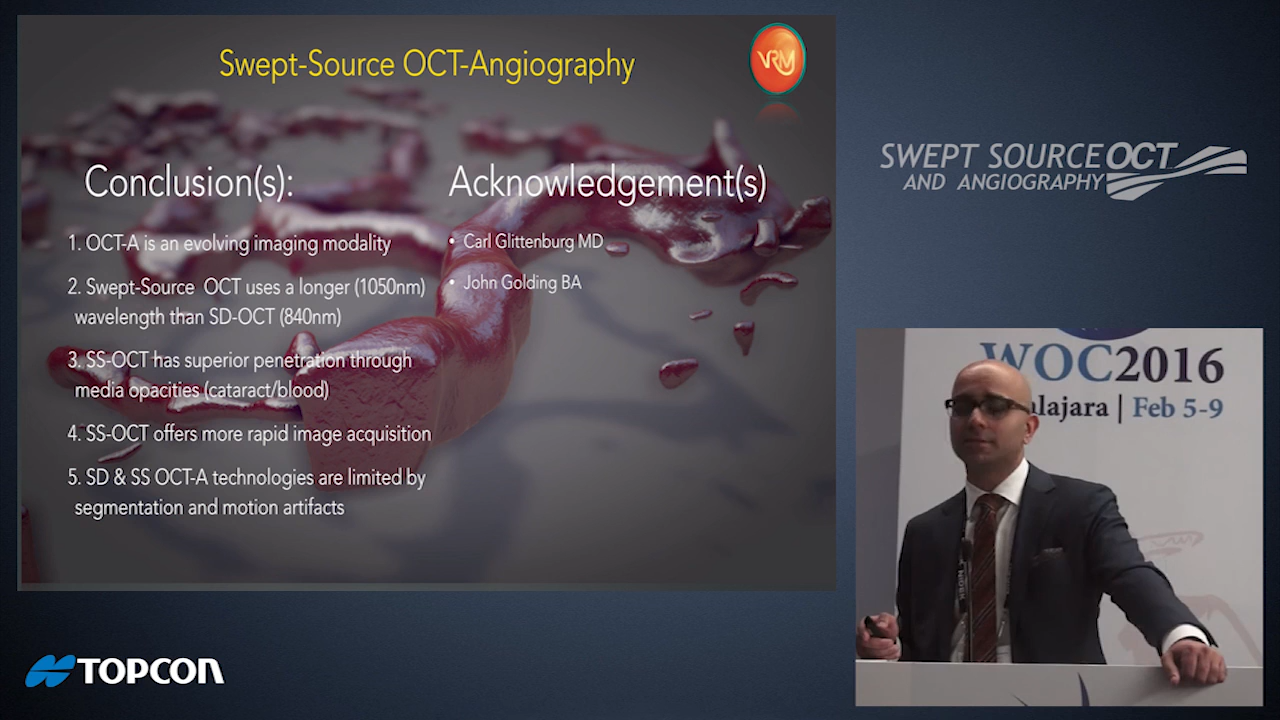 Swept-Source OCT-Angiography
VRM
Conclusion(s):
1. OCT-A is an evolving imaging modality
2. Swept-Source OCT uses a longer (1050nm)
wavelength than SD-OCT (840nm)
3. SS-OCT has superior penetration through
media opacities (cataract/blood)
4. SS-OCT offers more rapid image acquisition
5. SD & SS OCT-A technologies are limited by
segmentation and motion artifacts
Acknowledgement(s)
• Carl Glittenburg MD
• John Golding BA
SWEPT SOURCE OCT
AND ANGIOGRAPHY
WOC2016
alajara | Feb 5-9
NIDEK
TOPCON